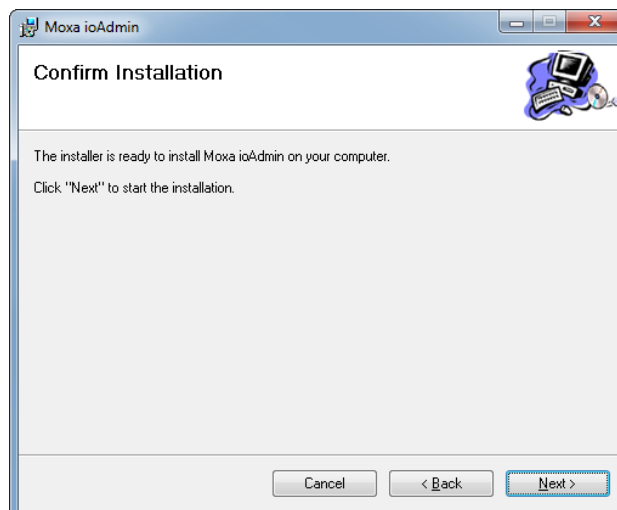 Moxa ioAdmin
Confirm Installation
The installer is ready to install Moxa ioAdmin on your computer.
Click "Next" to start the installation.
Cancel
< Back
Next >